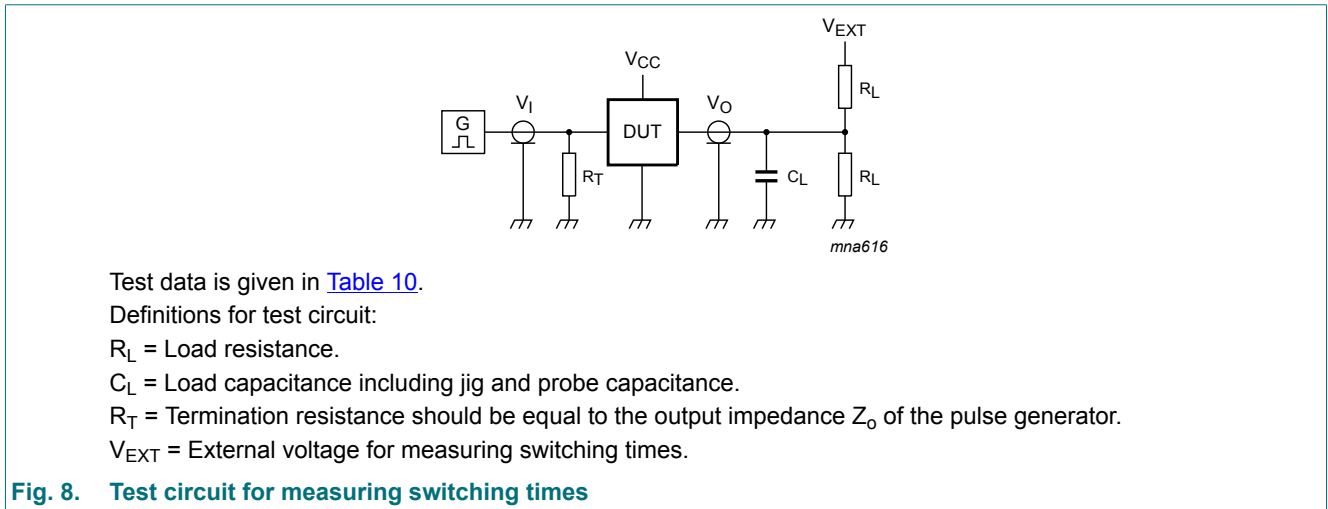 VEXT
VCC
RL
VI
VO
G
DUT
RT
CL
RL
mna616
Test data is given in Table 10.
Definitions for test circuit:
RL = Load resistance.
CL = Load capacitance including jig and probe capacitance.
RT = Termination resistance should be equal to the output impedance Zo of the pulse generator.
VEXT = External voltage for measuring switching times.
Fig. 8. Test circuit for measuring switching times